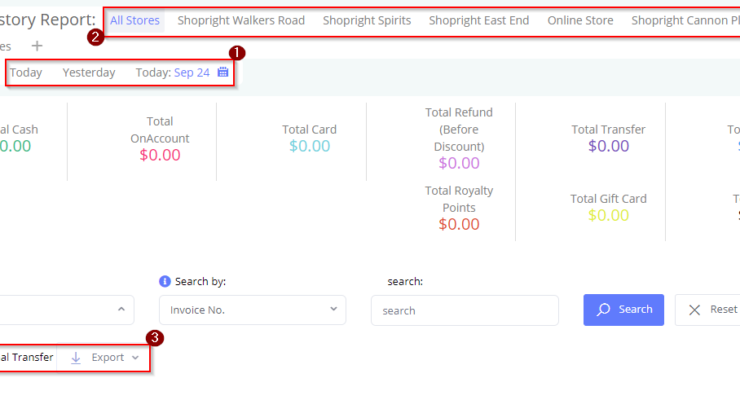 story Report: All Stores Shopright Walkers Road Shopright Spirits Shopright East End Online Store Shopright Cannon Pl
2
es +
1
Today Yesterday Today: Sep 24
Total Refund
Total (Before
al Cash OnAccount Total Card Discount) Total Transfer To
0.00 $0.00 $0.00 $0.00 $0.00 $
Total Royalty
Points Total Gift Card T
$0.00 $0.00 $
Search by: search:
Invoice No. search Search Reset
3
al Transfer Export